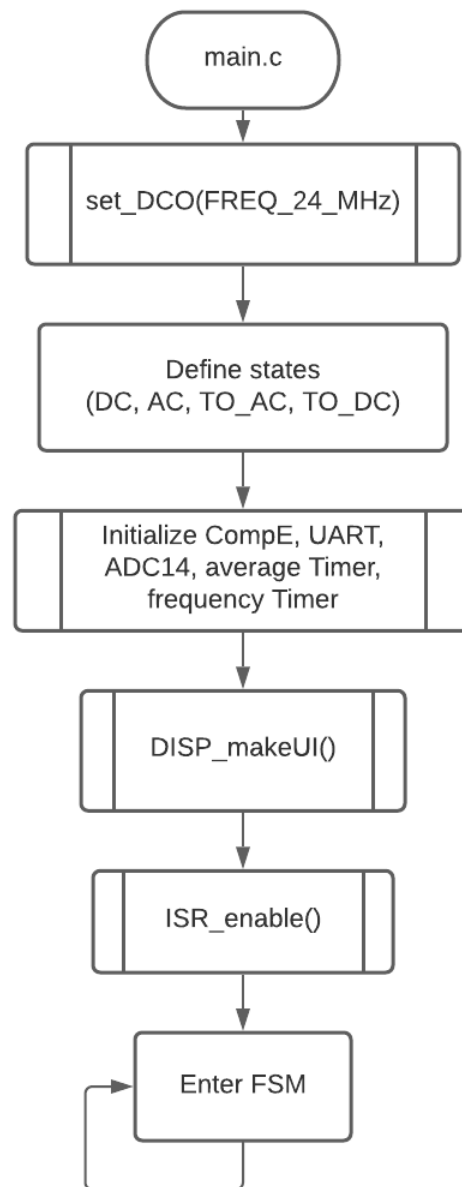 main.c
set_DCO(FREQ_24_MHz)
Define states
(DC, AC, TO_AC, TO_DC)
Initialize CompE, UART,
ADC14, average Timer,
frequency Timer
DISP_makeUI()
ISR_enable()
Enter FSM